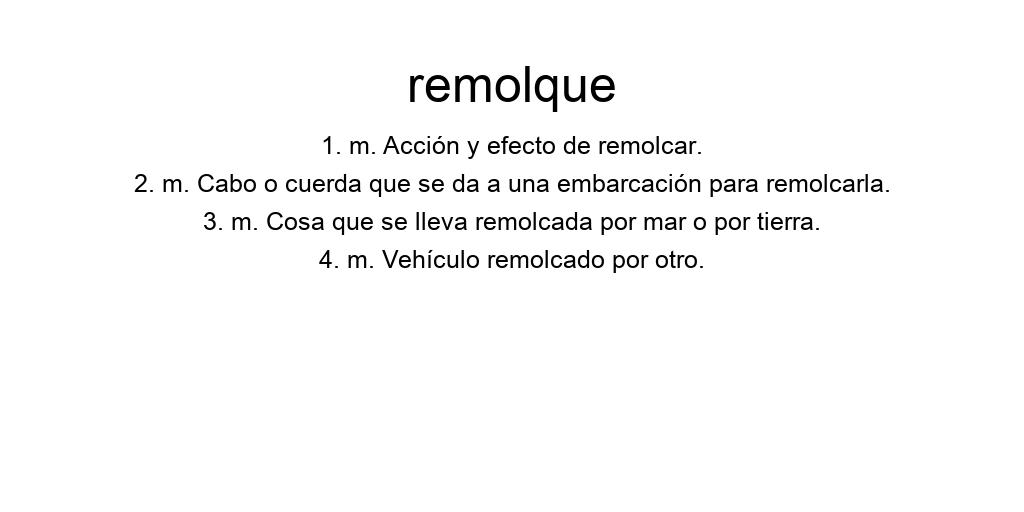 remolque
1. m. Acción y efecto de remolcar.
2. m. Cabo o cuerda que se da a una embarcación para remolcarla.
3. m. Cosa que se lleva remolcada por mar o por tierra.
4. m. Vehículo remolcado por otro.